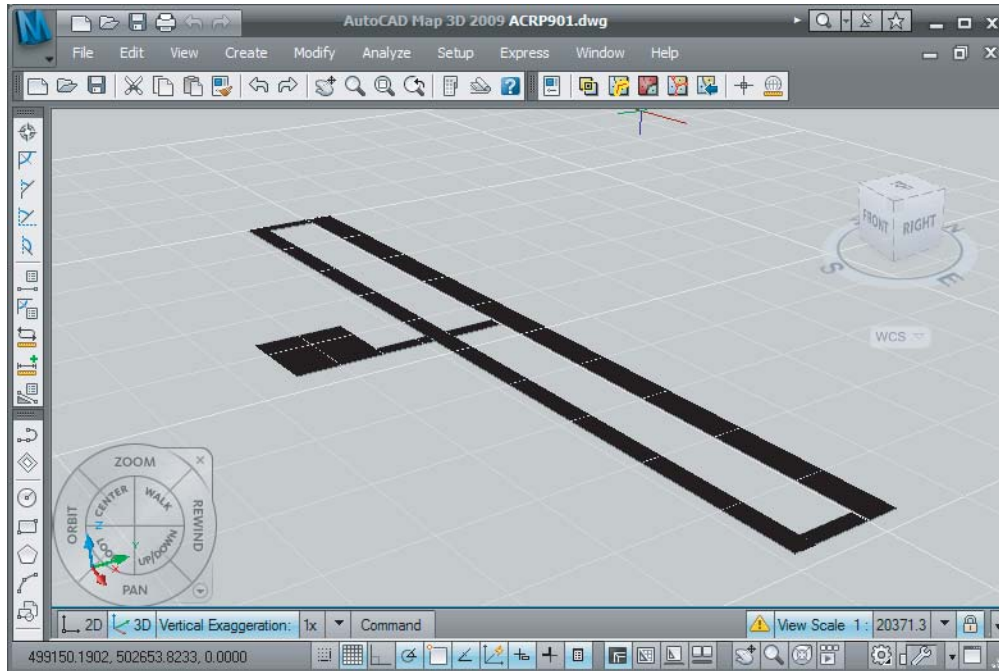 AutoCAD Map 3D 2009 ACRP901.dwg
File Edit View Create Modify Analyze Setup Express Window Help
FRONT RIGHT
S E
WCS
ZOOM
CENTER WALK
ORBIT REWIND
LOOK UP/DOWN
PAN
2D 3D Vertical Exaggeration: 1x Command View Scale 1 : 20371.3
499150.1902, 502653.8233, 0.0000